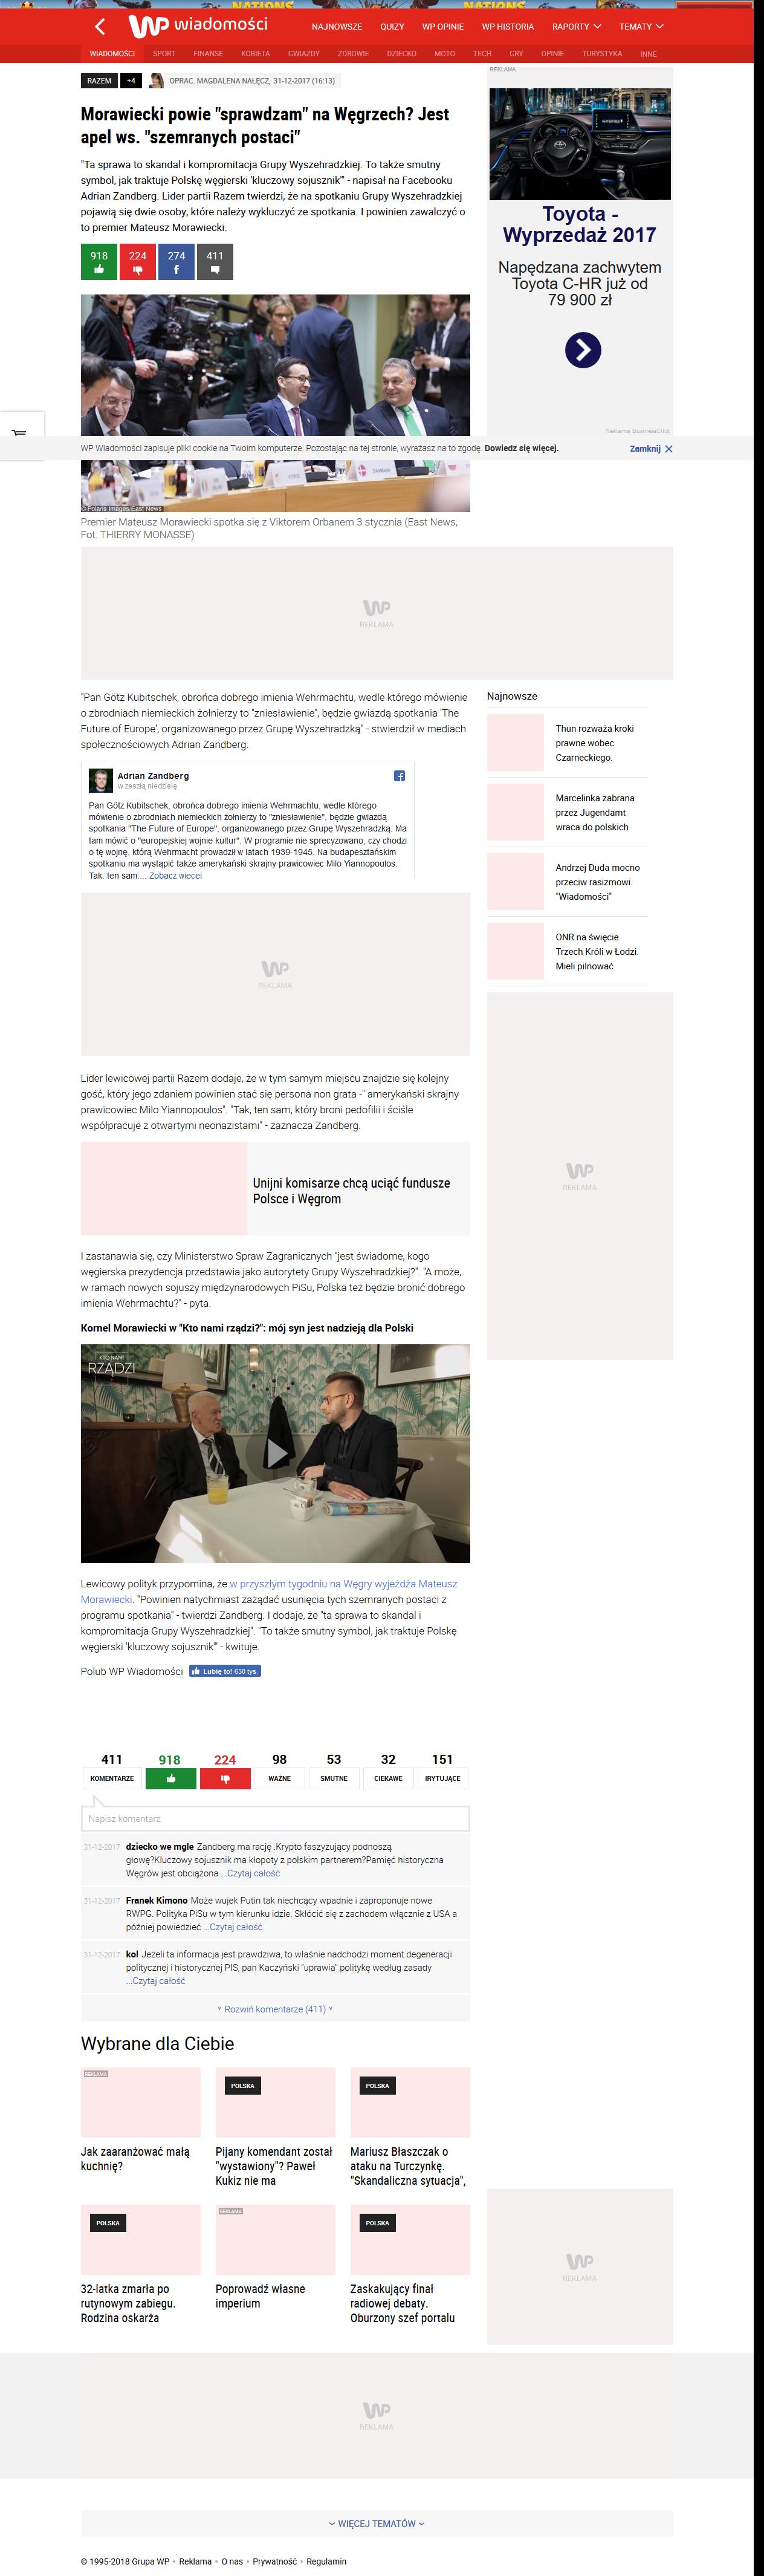 NATIONS NATIONS
WP wiadomości
NAJNOWSZE QUIZY WP OPINIE WP HISTORIA RAPORTY TEMATY
WIADOMOŚCI SPORT FINANSE KOBIETA GWIAZDY ZDROWIE DZIECKO MOTO TECH GRY OPINIE TURYSTYKA INNE
RAZEM +4 OPRAC. MAGDALENA NAŁĘCZ, 31-12-2017 (16:13)
Morawiecki powie "sprawdzam" na Węgrzech? Jest
apel ws. "szemranych postaci"
"Ta sprawa to skandal i kompromitacja Grupy Wyszehradzkiej. To także smutny
symbol, jak traktuje Polskę węgierski 'kluczowy sojusznik'" - napisał na Facebooku
Adrian Zandberg. Lider partii Razem twierdzi, że na spotkaniu Grupy Wyszehradzkiej
pojawią się dwie osoby, które należy wykluczyć ze spotkania. I powinien zawalczyć o
to premier Mateusz Morawiecki.
918 224 274 411
REKLAMA
Toyota -
Wyprzedaż 2017
Napędzana zachwytem
Toyota C-HR już od
79 900 zł
Reklama BusinessClick
WP Wiadomości zapisuje pliki cookie na Twoim komputerze. Pozostając na tej stronie, wyrażasz na to zgodę. Dowiedz się więcej. Zamknij
© Polaris Images/East News
Premier Mateusz Morawiecki spotka się z Viktorem Orbanem 3 stycznia (East News,
Fot: THIERRY MONASSE)
WP
REKLAMA
"Pan Götz Kubitschek, obrońca dobrego imienia Wehrmachtu, wedle którego mówienie
o zbrodniach niemieckich żołnierzy to "zniesławienie", będzie gwiazdą spotkania 'The
Future of Europe', organizowanego przez Grupę Wyszehradzką" - stwierdził w mediach
społecznościowych Adrian Zandberg.
Adrian Zandberg
w zeszłą niedzielę
Pan Götz Kubitschek, obrońca dobrego imienia Wehrmachtu, wedle którego
mówienie o zbrodniach niemieckich żołnierzy to "zniesławienie", będzie gwiazdą
spotkania "The Future of Europe", organizowanego przez Grupę Wyszehradzką. Ma
tam mówić o "europejskiej wojnie kultur". W programie nie sprecyzowano, czy chodzi
o tę wojnę, którą Wehrmacht prowadził w latach 1939-1945. Na budapesztańskim
spotkaniu ma wystąpić także amerykański skrajny prawicowiec Milo Yiannopoulos.
Tak, ten sam,... Zobacz więcej
Najnowsze
Thun rozważa kroki
prawne wobec
Czarneckiego.
Marcelinka zabrana
przez Jugendamt
wraca do polskich
Andrzej Duda mocno
przeciw rasizmowi.
"Wiadomości"
ONR na święcie
Trzech Króli w Łodzi.
Mieli pilnować
WP
REKLAMA
WP
REKLAMA
Lider lewicowej partii Razem dodaje, że w tym samym miejscu znajdzie się kolejny
gość, który jego zdaniem powinien stać się persona non grata -" amerykański skrajny
prawicowiec Milo Yiannopoulos". "Tak, ten sam, który broni pedofilii i ściśle
współpracuje z otwartymi neonazistami" - zaznacza Zandberg.
Unijni komisarze chcą uciąć fundusze
Polsce i Węgrom
I zastanawia się, czy Ministerstwo Spraw Zagranicznych "jest świadome, kogo
węgierska prezydencja przedstawia jako autorytety Grupy Wyszehradzkiej?". "A może,
w ramach nowych sojuszy międzynarodowych PiSu, Polska też będzie bronić dobrego
imienia Wehrmachtu?" - pyta.
Kornel Morawiecki w "Kto nami rządzi?": mój syn jest nadzieją dla Polski
KTO NAMI
RZĄDZI
Lewicowy polityk przypomina, że w przyszłym tygodniu na Węgry wyjeżdża Mateusz
Morawiecki. "Powinien natychmiast zażądać usunięcia tych szemranych postaci z
programu spotkania" - twierdzi Zandberg. I dodaje, że "ta sprawa to skandal i
kompromitacja Grupy Wyszehradzkiej". "To także smutny symbol, jak traktuje Polskę
węgierski 'kluczowy sojusznik'" - kwituje.
Polub WP Wiadomości Lubię to! 630 tys.
411 918 224 98 53 32 151
KOMENTARZE WAŻNE SMUTNE CIEKAWE IRYTUJĄCE
Napisz komentarz
31-12-2017 dziecko we mgle Zandberg ma rację .Krypto faszyzujący podnoszą
głowę?Kluczowy sojusznik ma kłopoty z polskim partnerem?Pamięć historyczna
Węgrów jest obciążona ...Czytaj całość
31-12-2017 Franek Kimono Może wujek Putin tak niechcący wpadnie i zaproponuje nowe
RWPG. Polityka PiSu w tym kierunku idzie. Skłócić się z zachodem włącznie z USA a
później powiedzieć ...Czytaj całość
31-12-2017 kol Jeżeli ta informacja jest prawdziwa, to właśnie nadchodzi moment degeneracji
politycznej i historycznej PIS, pan Kaczyński "uprawia" politykę według zasady
...Czytaj całość
Rozwiń komentarze (411)
Wybrane dla Ciebie
REKLAMA POLSKA POLSKA
Jak zaaranżować małą
kuchnię?
Pijany komendant został
"wystawiony"? Paweł
Kukiz nie ma
Mariusz Błaszczak o
ataku na Turczynkę.
"Skandaliczna sytuacja",
POLSKA REKLAMA POLSKA
32-latka zmarła po
rutynowym zabiegu.
Rodzina oskarża
Poprowadź własne
imperium
Zaskakujący finał
radiowej debaty.
Oburzony szef portalu
WP
REKLAMA
WP
REKLAMA
WIĘCEJ TEMATÓW
© 1995-2018 Grupa WP • Reklama • O nas • Prywatność • Regulamin